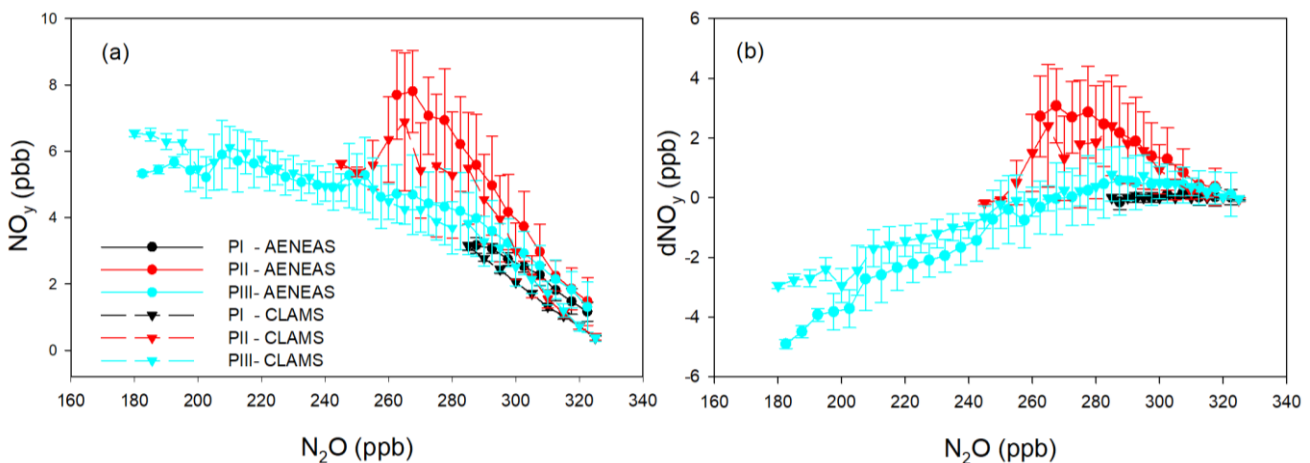 (a)
NOy (pbb)
10
8
6
4
2
0
PI - AENEAS
PII - AENEAS
PIII- AENEAS
PI - CLAMS
PII - CLAMS
PIII- CLAMS
160 180 200 220 240 260 280 300 320 340
N2O (ppb)
(b)
dNOy (ppb)
6
4
2
0
-2
-4
-6
160 180 200 220 240 260 280 300 320 340
N2O (ppb)